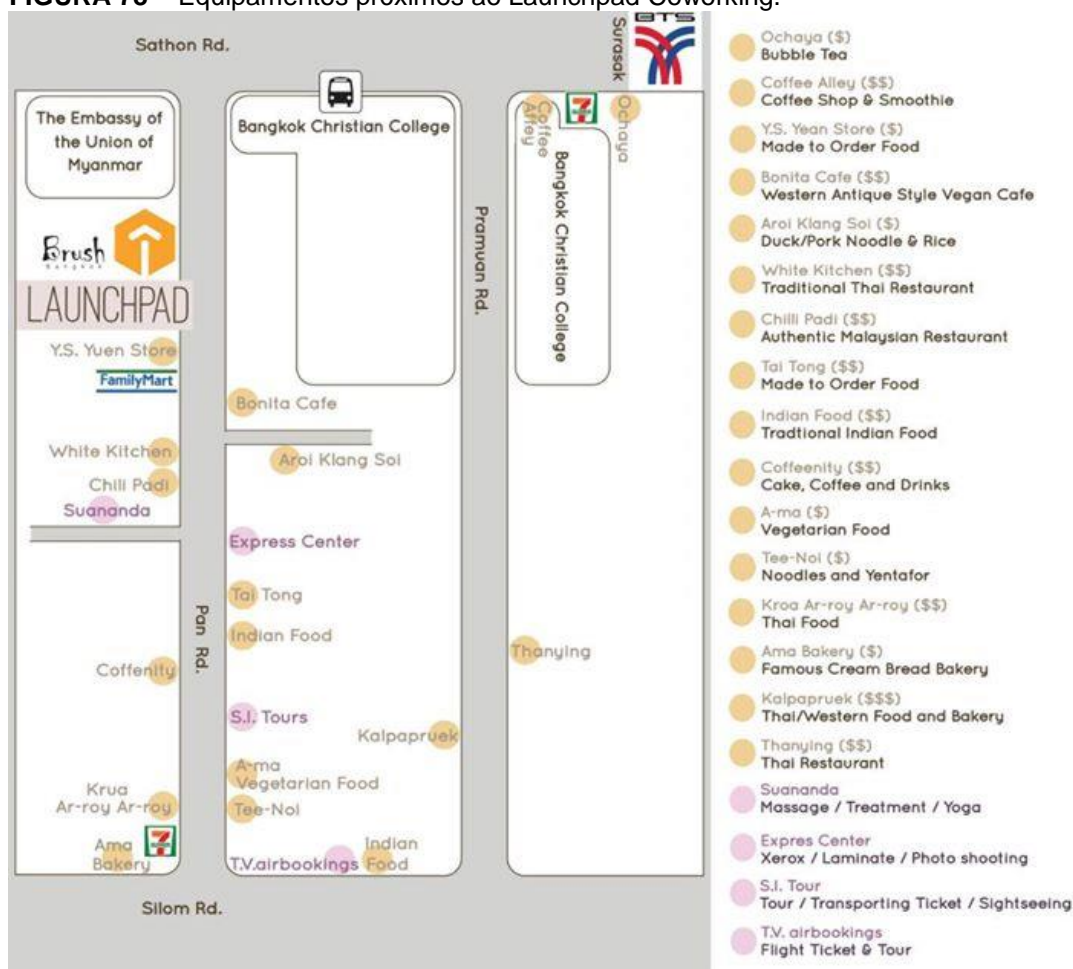 FIGURA 76 – Equipamentos próximos ao Launchpad Coworking.
Sathon Rd.
Surasak
BTS
The Embassy of
the Union of
Myanmar
Brush
Bangkok
LAUNCHPAD
Y.S. Yuen Store
FamilyMart
White Kitchen
Chili Padi
Suananda
Coffenity
Krua
Ar-roy Ar-roy
Ama
Bakery
7
Pan Rd.
Bangkok Christian College
Bonita Cafe
Aroi Klang Soi
Express Center
Tai Tong
Indian Food
S.I. Tours
Kalpapruek
A-ma
Vegetarian Food
Tee-Noi
Indian
Food
T.V.airbookings
Pramuan Rd.
Coffee
Alley
7
Ochaya
Bangkok Christian College
Thanying
Silom Rd.
Ochaya ($)
Bubble Tea
Coffee Alley ($$)
Coffee Shop & Smoothie
Y.S. Yean Store ($)
Made to Order Food
Bonita Cafe ($$)
Western Antique Style Vegan Cafe
Aroi Klang Soi ($)
Duck/Pork Noodle & Rice
White Kitchen ($$)
Traditional Thai Restaurant
Chilli Padi ($$)
Authentic Malaysian Restaurant
Tai Tong ($$)
Made to Order Food
Indian Food ($$)
Tradtional Indian Food
Coffeenity ($$)
Cake, Coffee and Drinks
A-ma ($)
Vegetarian Food
Tee-Noi ($)
Noodles and Yentafor
Kroa Ar-roy Ar-roy ($$)
Thai Food
Ama Bakery ($)
Famous Cream Bread Bakery
Kalpapruek ($$$)
Thai/Western Food and Bakery
Thanying ($$)
Thai Restaurant
Suananda
Massage / Treatment / Yoga
Expres Center
Xerox / Laminate / Photo shooting
S.I. Tour
Tour / Transporting Ticket / Sightseeing
T.V. airbookings
Flight Ticket & Tour